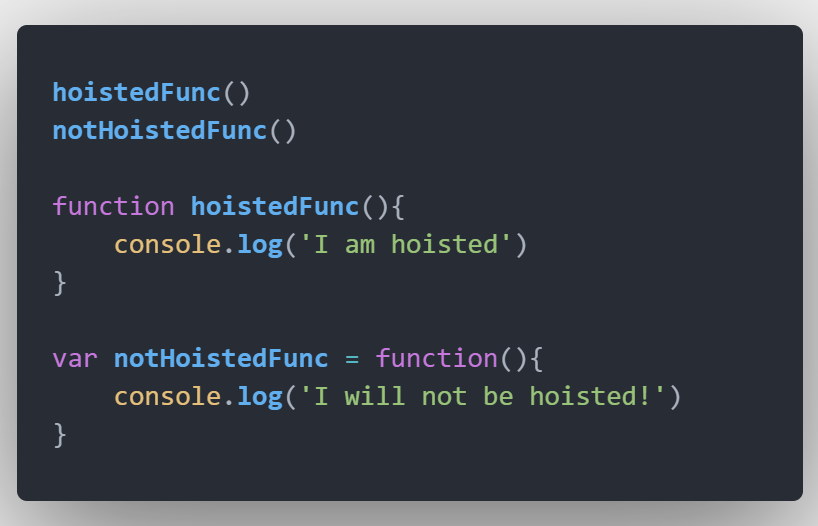 hoistedFunc()
notHoistedFunc()
function hoistedFunc(){
    console.log('I am hoisted')
}
var notHoistedFunc = function(){
    console.log('I will not be hoisted!')
}